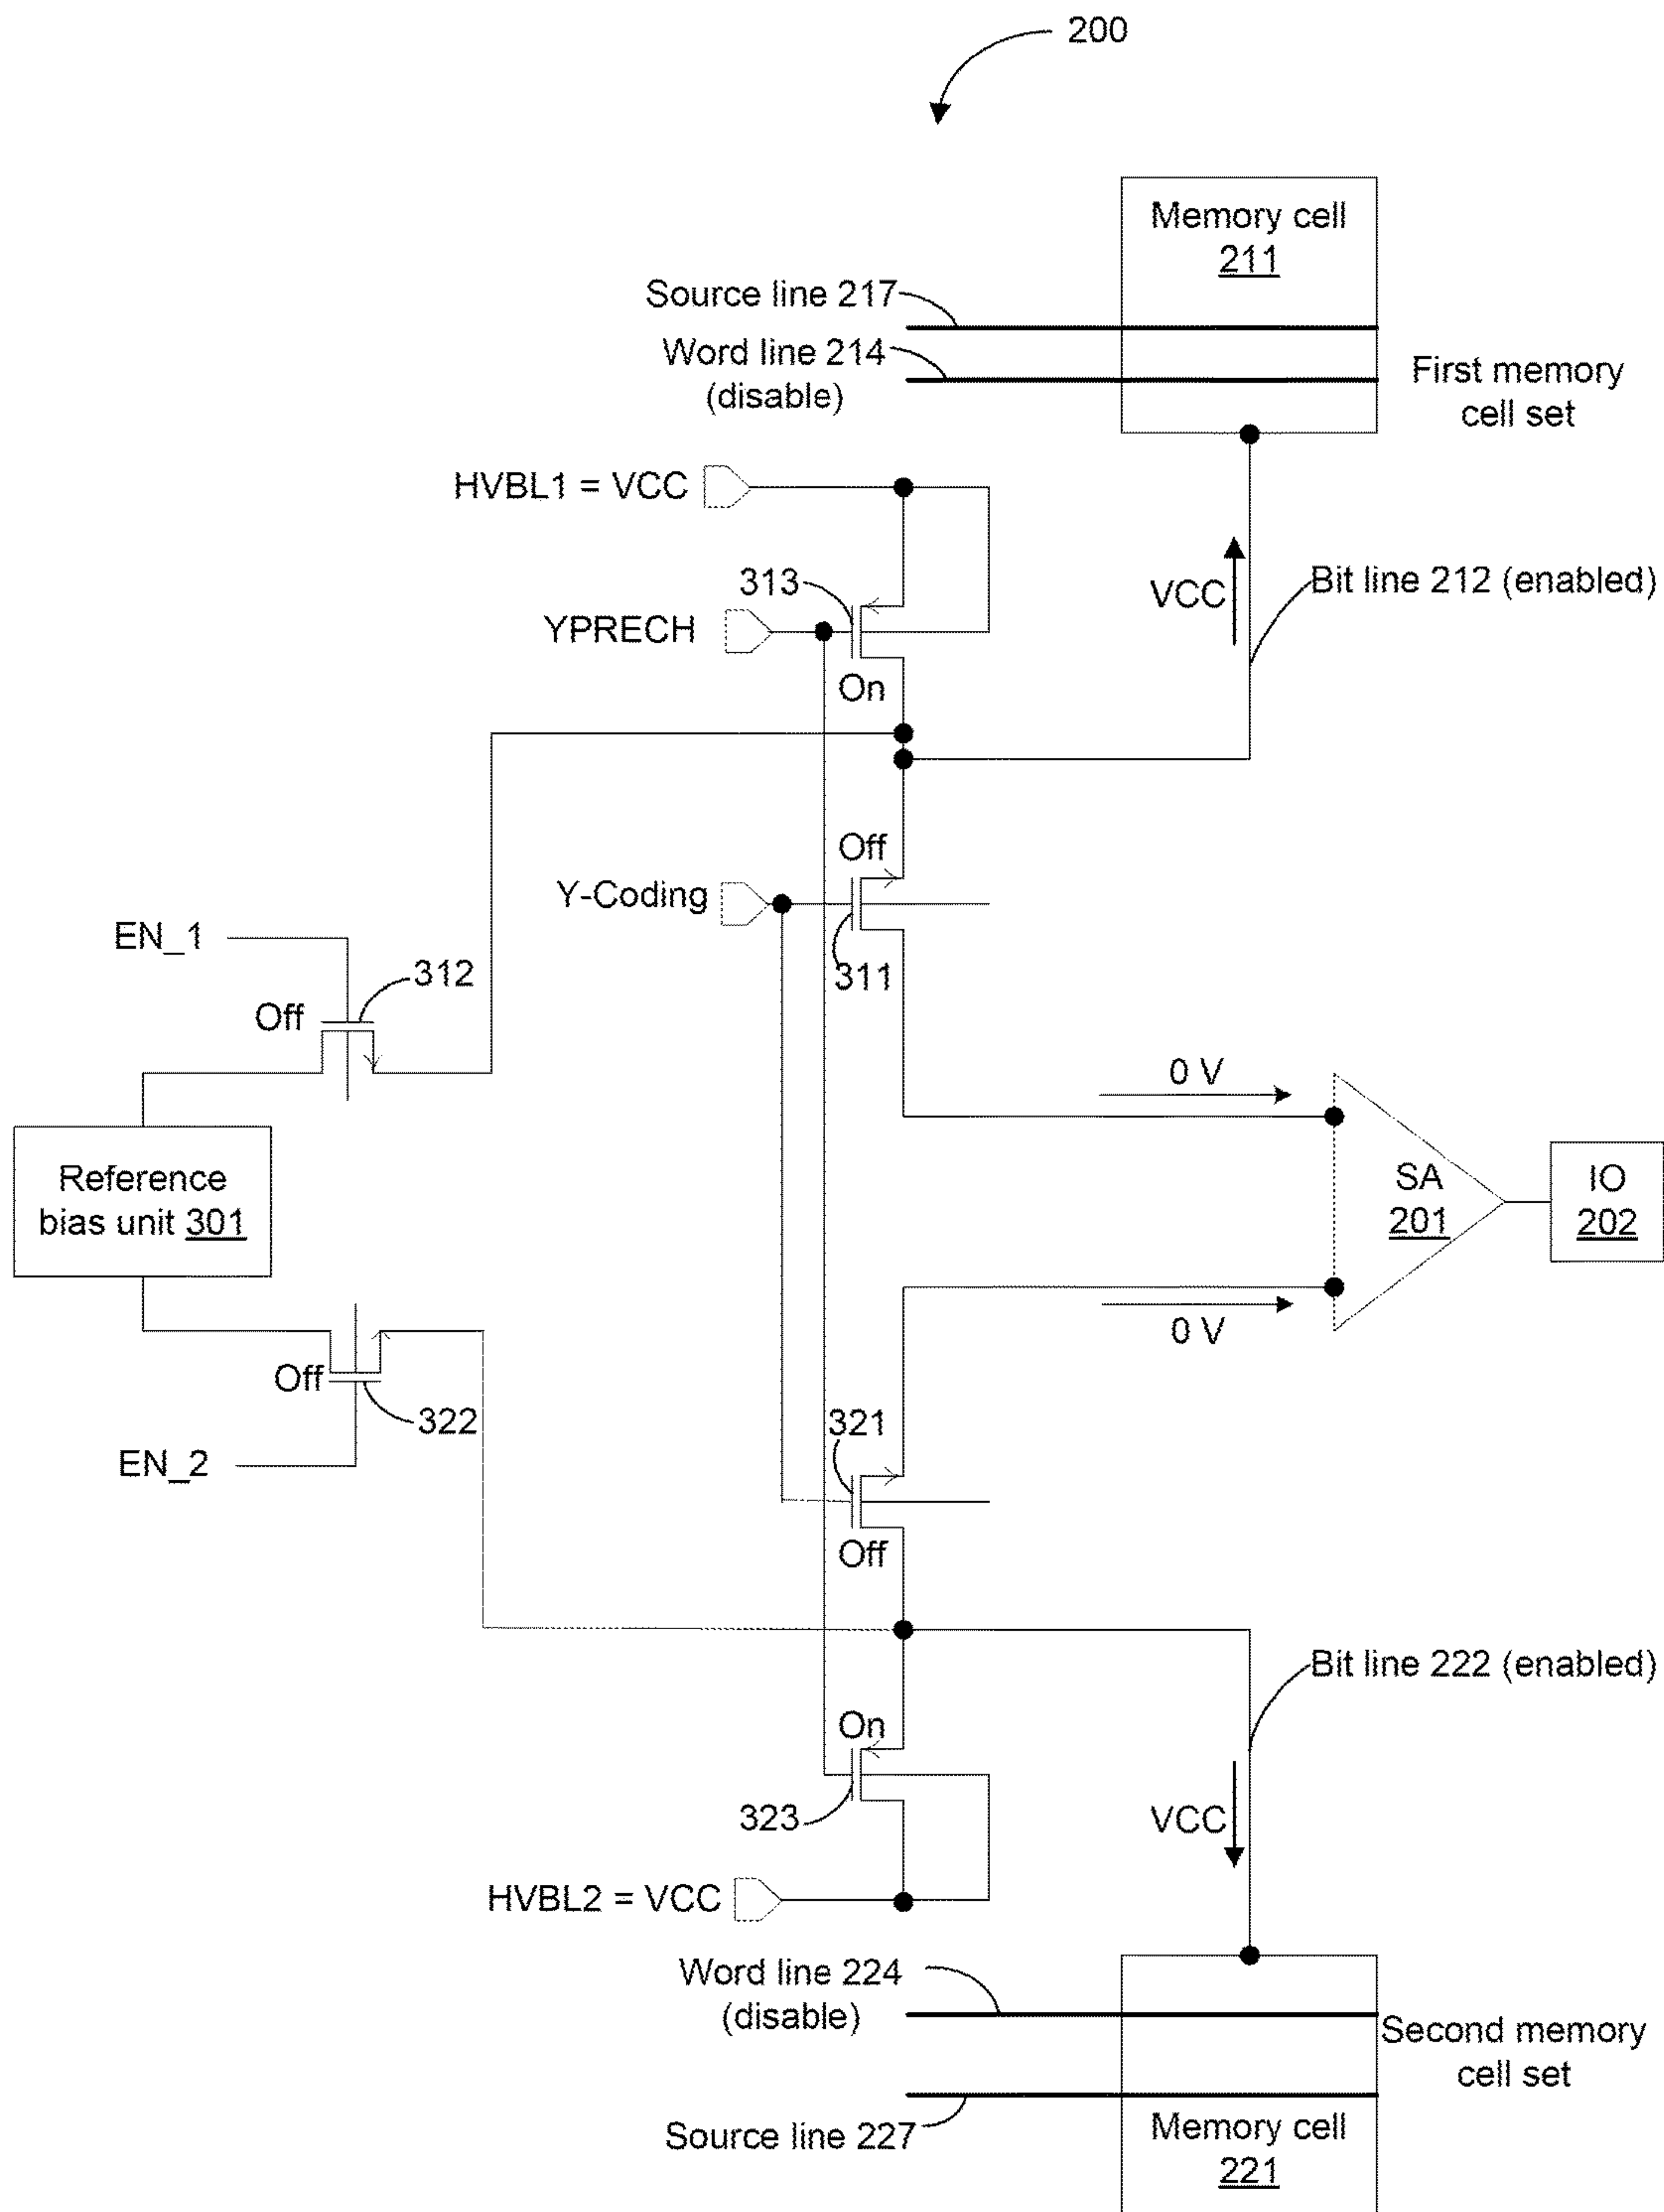 200
Memory cell
211
Source line 217
Word line 214
(disable)
First memory
cell set
HVBL1 = VCC
313
VCC
Bit line 212 (enabled)
YPRECH
On
Off
Y-Coding
311
EN_1
312
Off
0 V
Reference
bias unit 301
SA
201
IO
202
0 V
Off
322
321
EN_2
Off
Bit line 222 (enabled)
On
323
VCC
HVBL2 = VCC
Word line 224
(disable)
Second memory
cell set
Source line 227
Memory cell
221